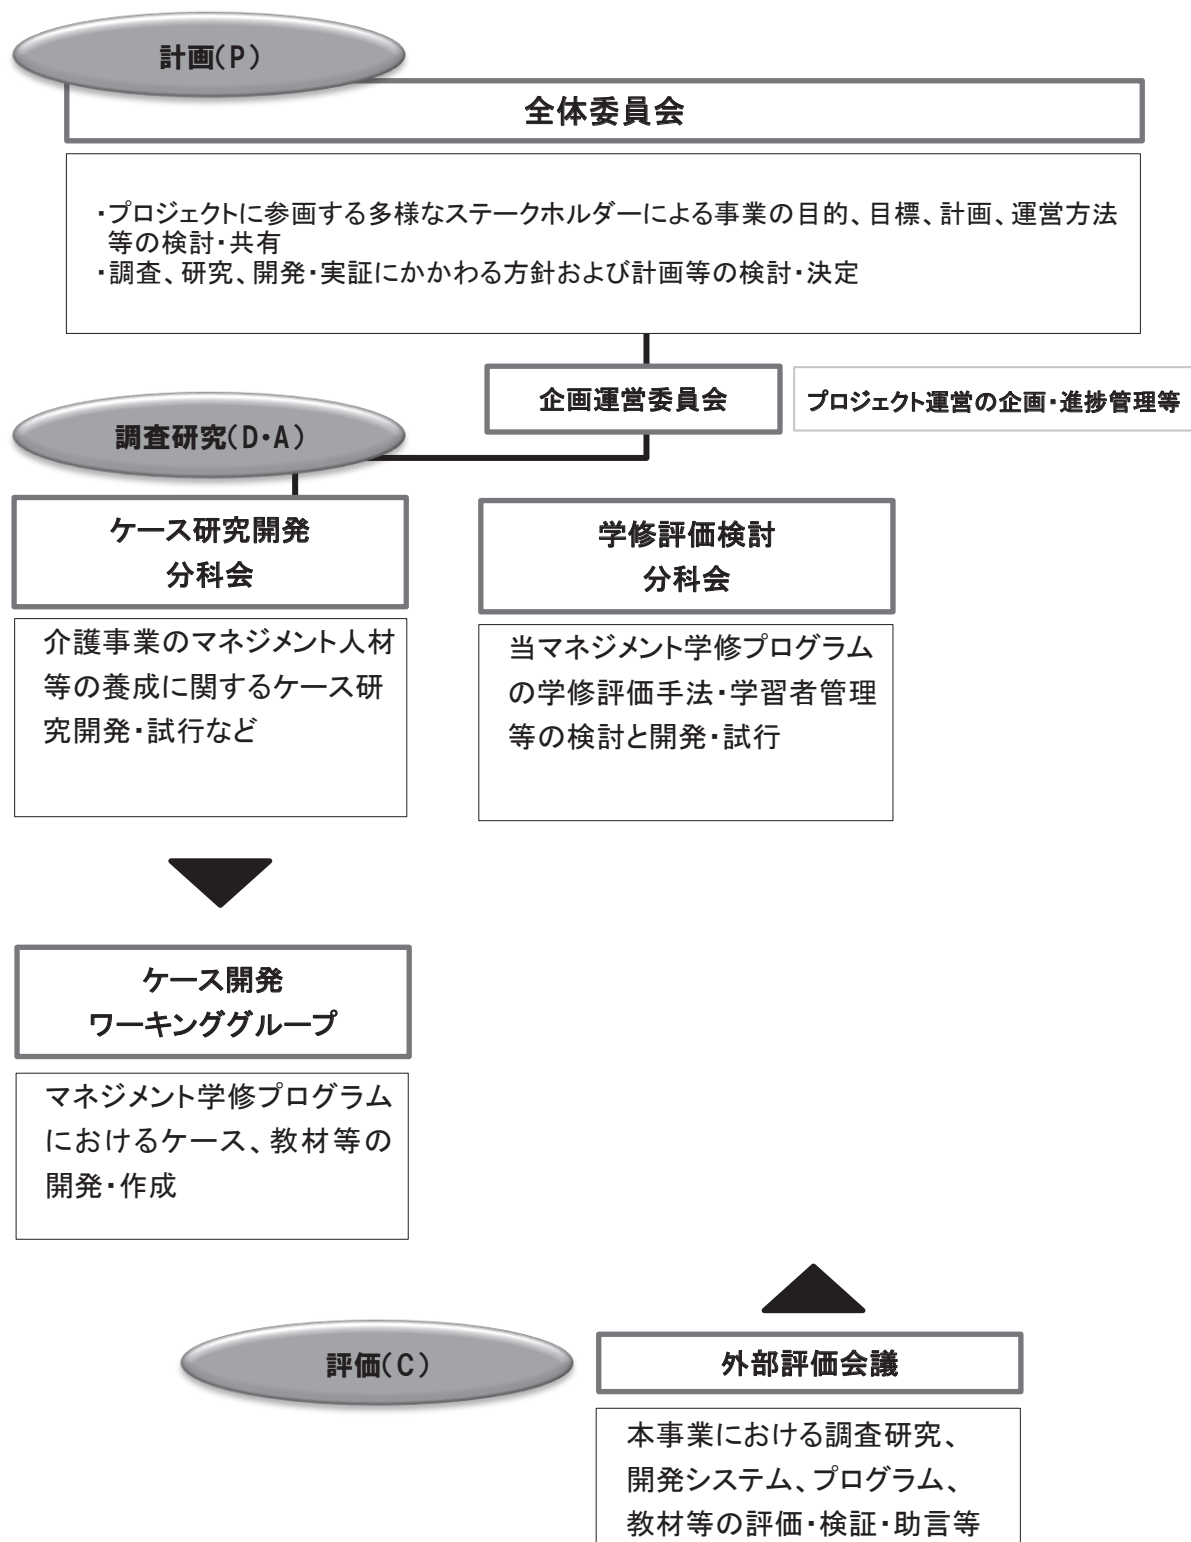 計画(P)
全体委員会
・プロジェクトに参画する多様なステークホルダーによる事業の目的、目標、計画、運営方法
等の検討・共有
・調査、研究、開発・実証にかかわる方針および計画等の検討・決定
企画運営委員会
プロジェクト運営の企画・進捗管理等
調査研究(D・A)
ケース研究開発
分科会
介護事業のマネジメント人材
等の養成に関するケース研
究開発・試行など
学修評価検討
分科会
当マネジメント学修プログラム
の学修評価手法・学習者管理
等の検討と開発・試行
ケース開発
ワーキンググループ
マネジメント学修プログラム
におけるケース、教材等の
開発・作成
評価(C)
外部評価会議
本事業における調査研究、
開発システム、プログラム、
教材等の評価・検証・助言等